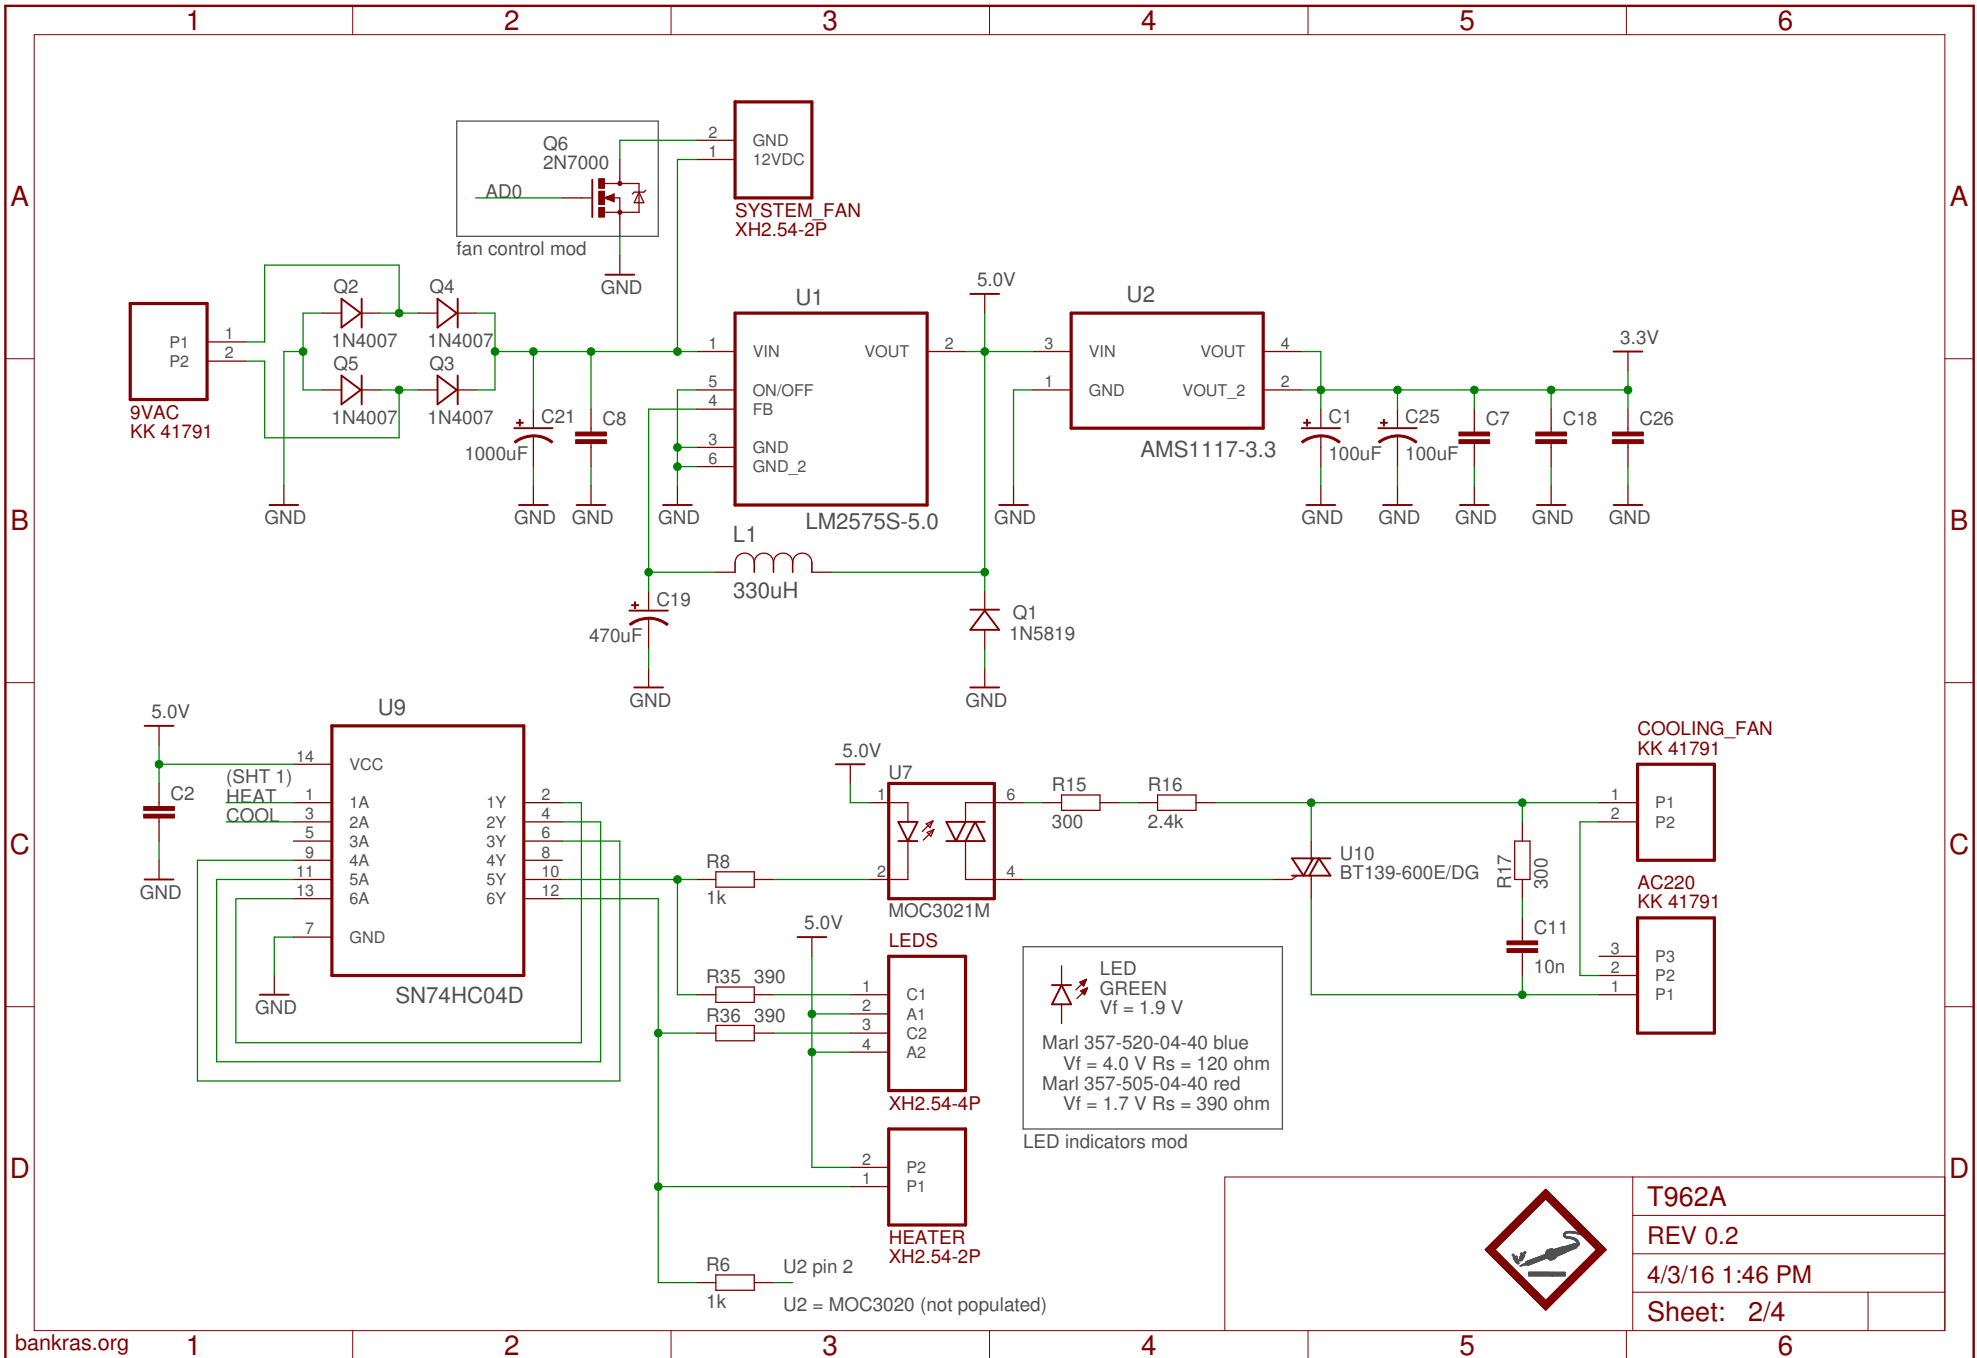 1 2 3 4 5 6
A A
B B
C C
D D
1 2 3 4 5 6
Q6
2N7000
AD0
fan control mod
GND
2 GND
1 12VDC
SYSTEM_FAN
XH2.54-2P
P1 1
P2 2
9VAC
KK 41791
Q2
1N4007
Q4
1N4007
Q5
1N4007
Q3
1N4007
GND
C21
1000uF
GND
C8
GND
U1
1 VIN
5 ON/OFF
4 FB
3 GND
6 GND_2
VOUT 2
LM2575S-5.0
GND
L1
330uH
C19
470uF
GND
5.0V
Q1
1N5819
GND
U2
3 VIN
1 GND
VOUT 4
VOUT_2 2
AMS1117-3.3
GND
3.3V
C1
100uF
GND
C25
100uF
GND
C7
GND
C18
GND
C26
GND
5.0V
C2
GND
(SHT 1)
HEAT
COOL
U9
14 VCC
1 1A
3 2A
5 3A
9 4A
11 5A
13 6A
7 GND
1Y 2
2Y 4
3Y 6
4Y 8
5Y 10
6Y 12
SN74HC04D
GND
R8
1k
5.0V
U7
1
2
6
4
MOC3021M
R15
300
R16
2.4k
U10
BT139-600E/DG
R17
300
C11
10n
COOLING_FAN
KK 41791
1 P1
2 P2
AC220
KK 41791
3 P3
2 P2
1 P1
5.0V
LEDS
R35 390
R36 390
1 C1
2 A1
3 C2
4 A2
XH2.54-4P
2 P2
1 P1
HEATER
XH2.54-2P
R6
1k
U2 pin 2
U2 = MOC3020 (not populated)
LED
GREEN
Vf = 1.9 V
Marl 357-520-04-40 blue
Vf = 4.0 V Rs = 120 ohm
Marl 357-505-04-40 red
Vf = 1.7 V Rs = 390 ohm
LED indicators mod
T962A
REV 0.2
4/3/16 1:46 PM
Sheet: 2/4
bankras.org